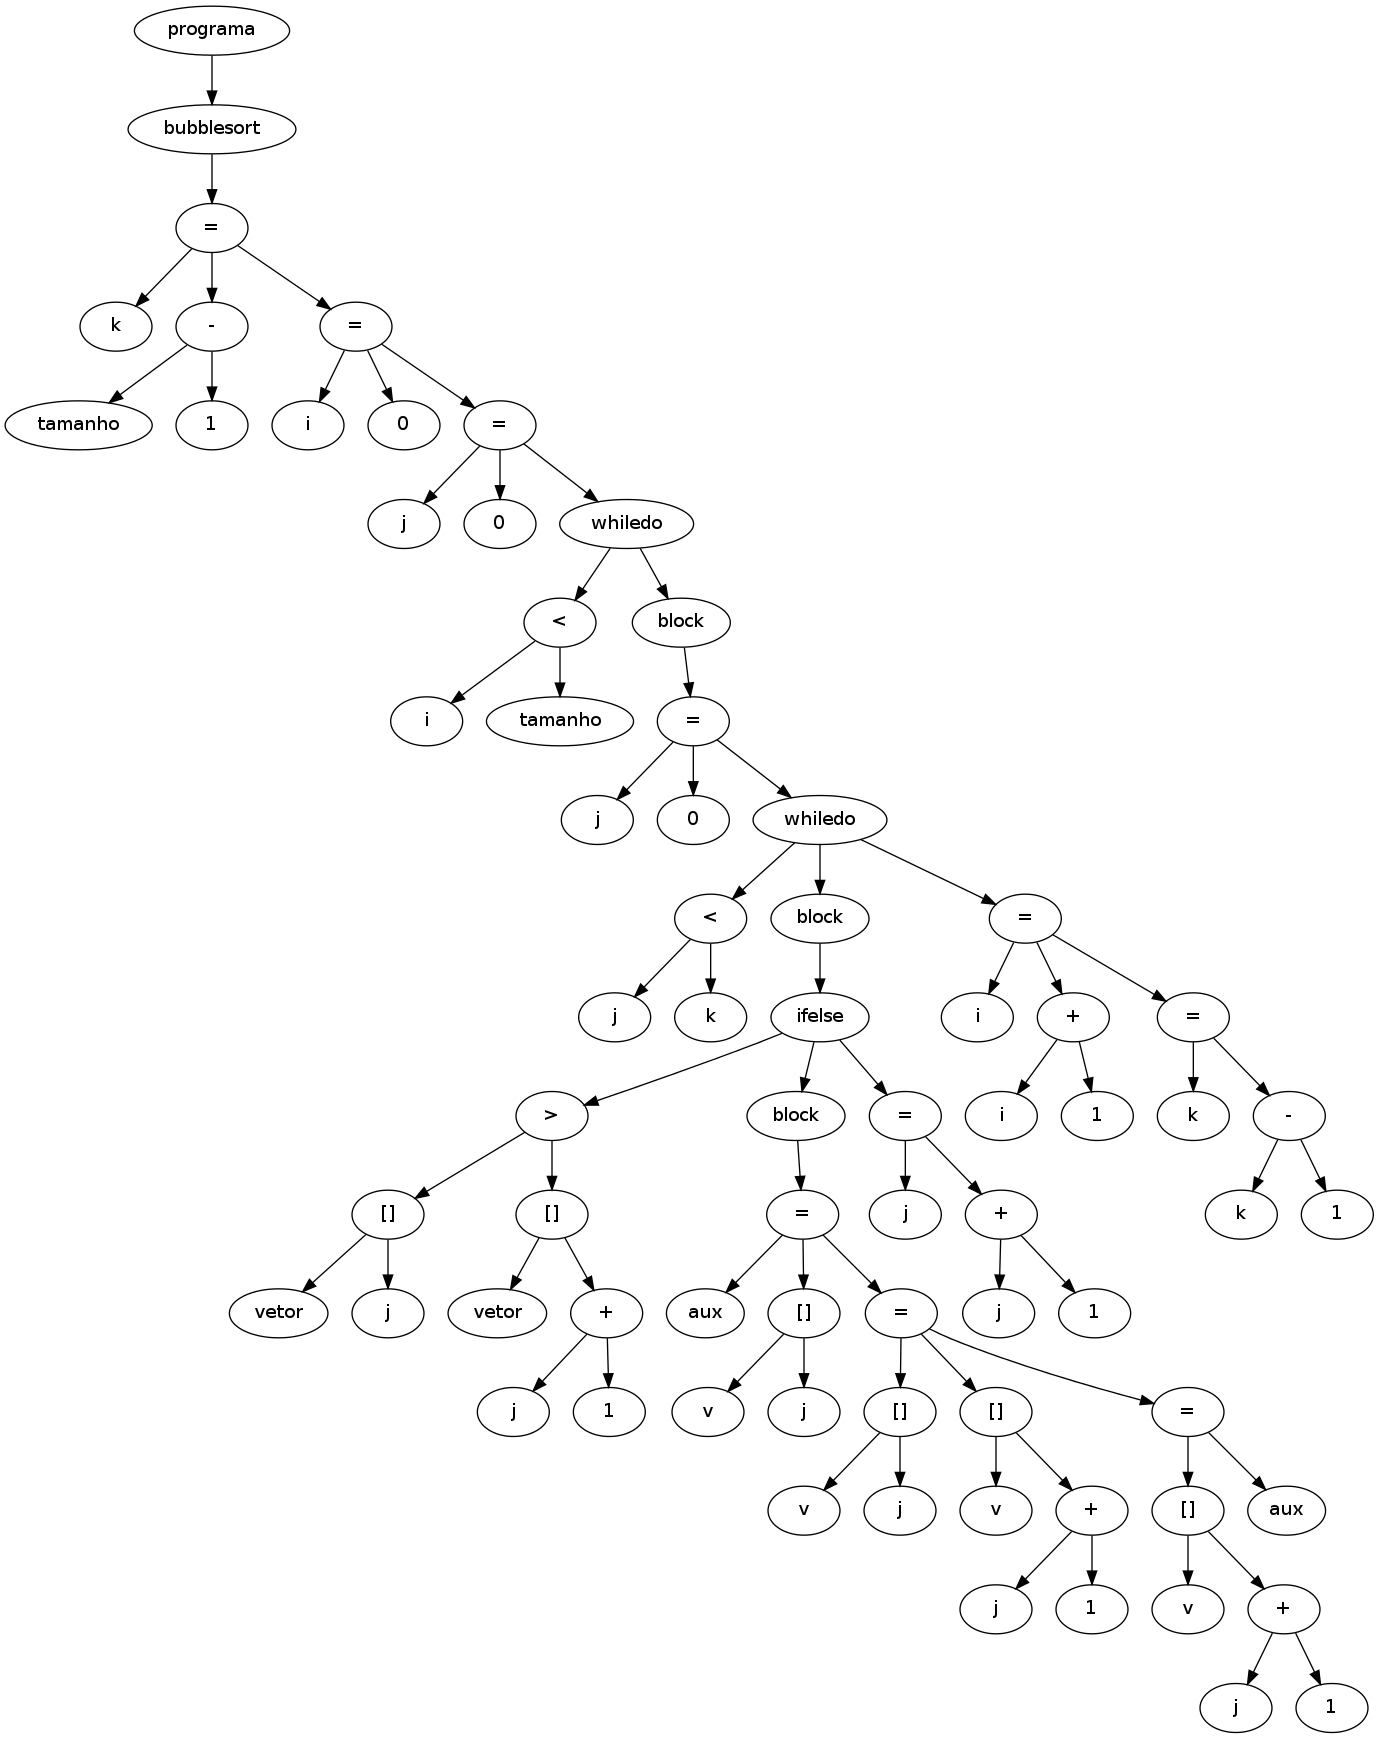 programa
bubblesort
=
k - =
tamanho 1 i 0 =
j 0 whiledo
< block
i tamanho =
j 0 whiledo
< block =
j k ifelse i + =
> block = i 1 k -
[] [] = j + k 1
vetor j vetor + aux [] = j 1
j 1 v j [] [] =
v j v + [] aux
j 1 v +
j 1